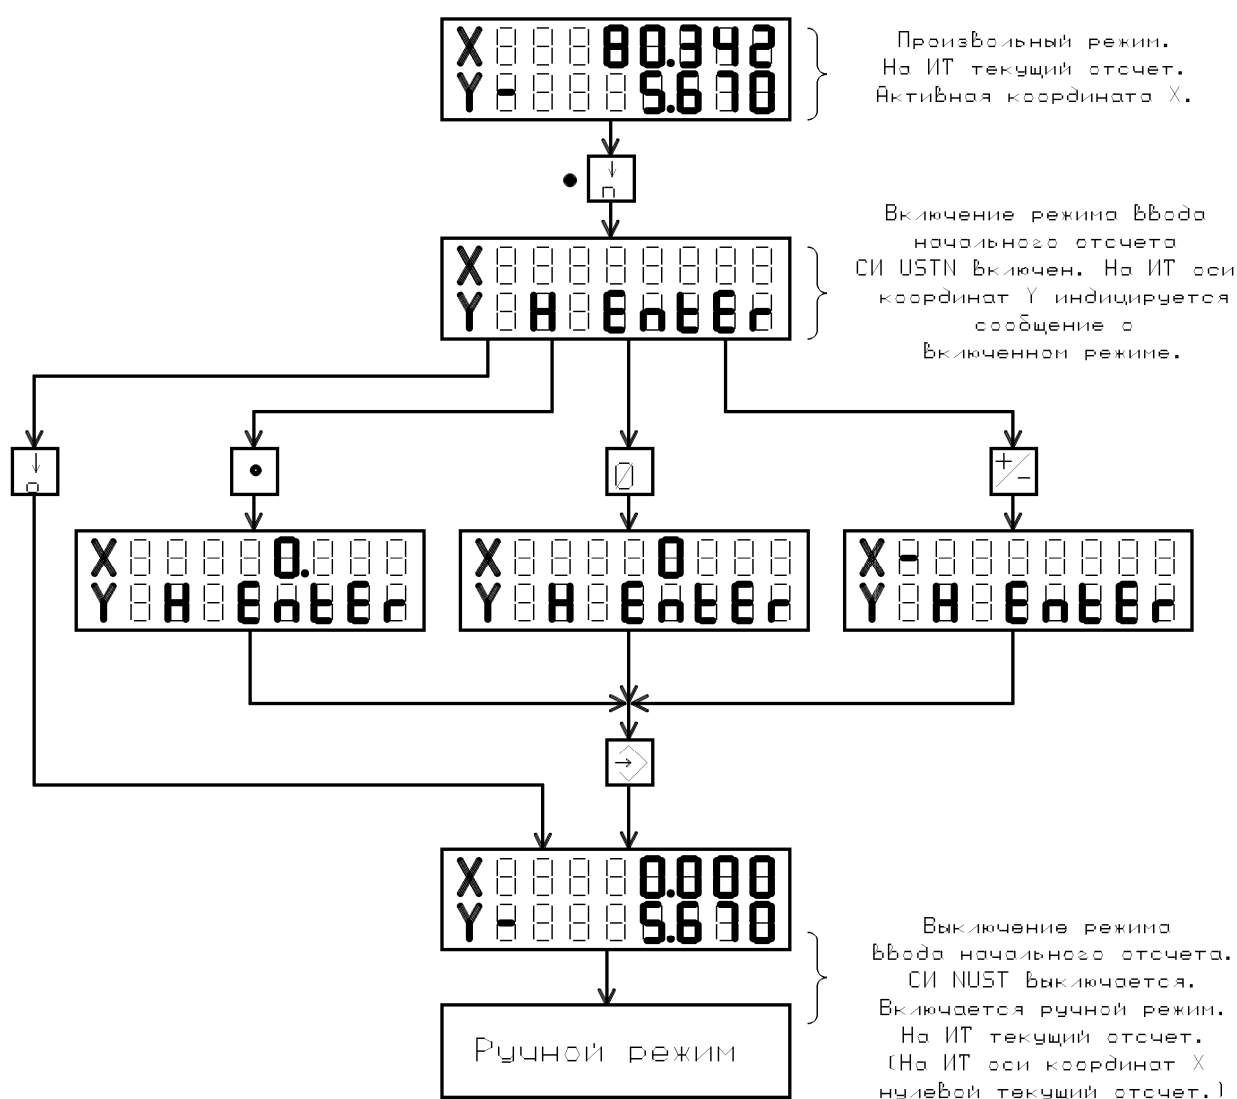 X 80.342
Y - 5.670
Произвольный режим.
На ИТ текущий отсчет.
Активная координата X.
↓
п
X
Y H EntEr
Включение режима ввода
начального отсчета
СИ USTN включен. На ИТ оси
координат Y индицируется
сообщение о
включенном режиме.
↓
п
0
+/-
X 0.
Y H EntEr
X 0
Y H EntEr
X -
Y H EntEr
X 0.000
Y - 5.670
Выключение режима
ввода начального отсчета.
СИ NUST выключается.
Включается ручной режим.
На ИТ текущий отсчет.
(На ИТ оси координат X
нулевой текущий отсчет.)
Ручной режим